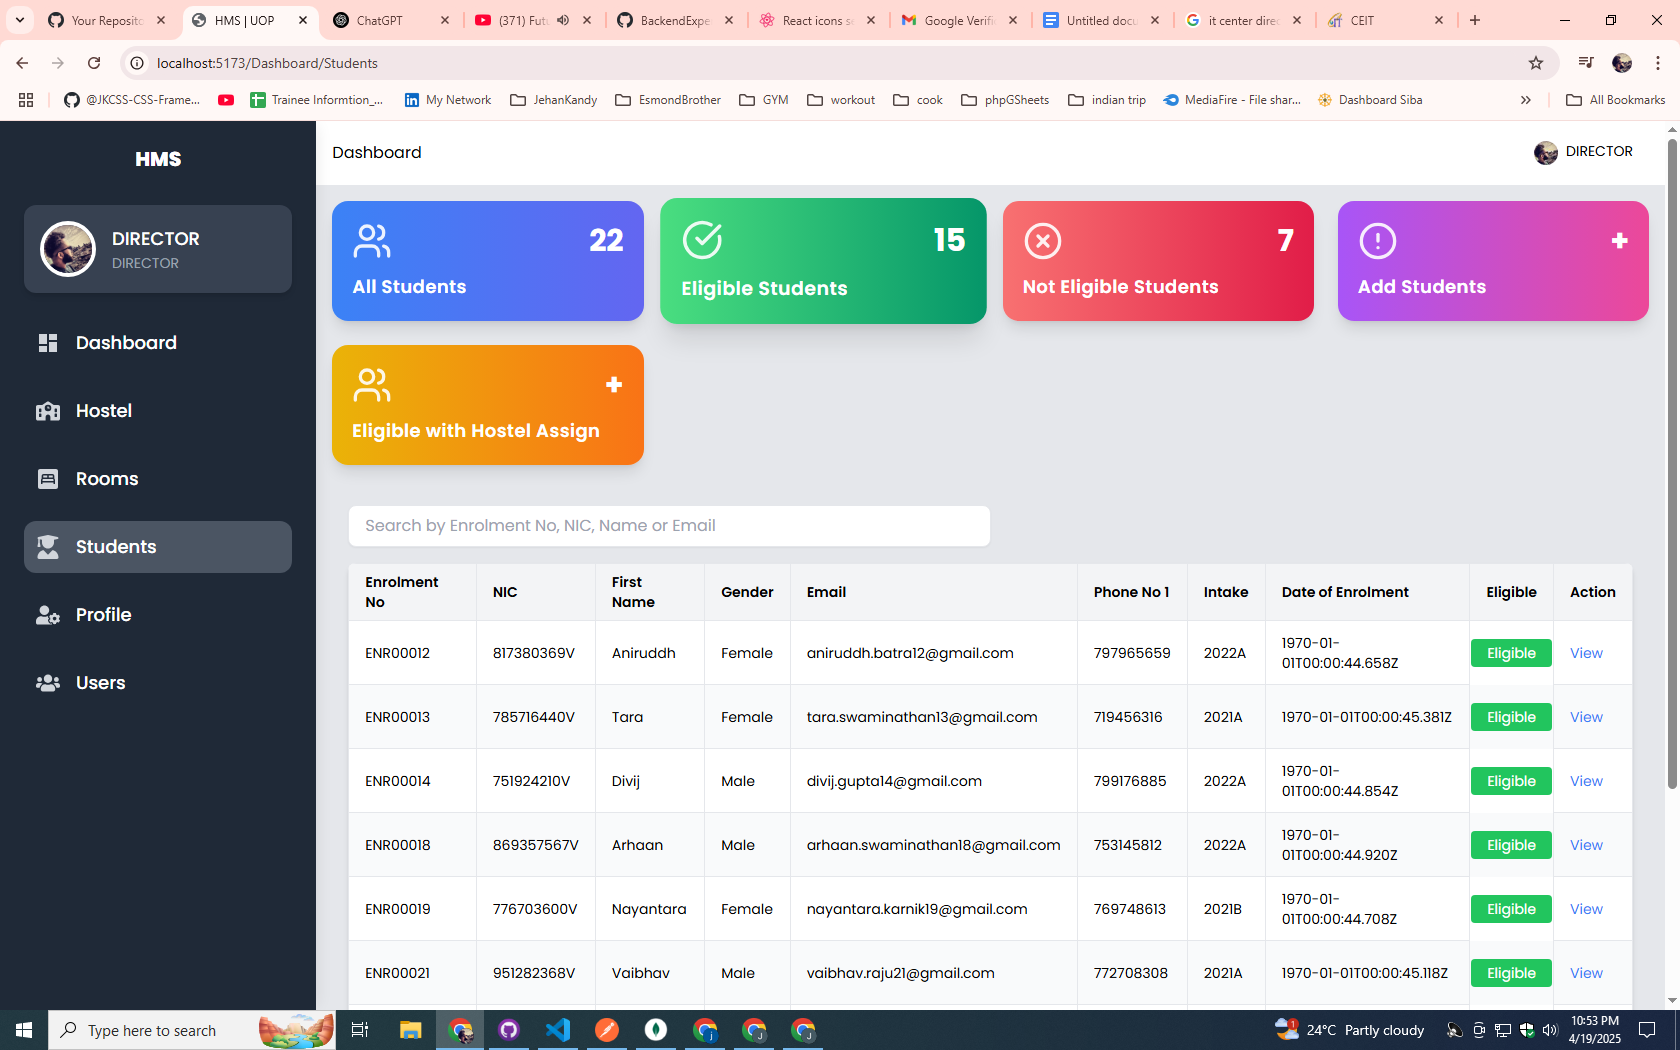 Your Reposito
HMS | UOP
ChatGPT
(371) Futu
BackendExpe
React icons se
Google Verific
Untitled docu
it center direc
CEIT
localhost:5173/Dashboard/Students
@JKCSS-CSS-Frame...
Trainee Informtion_...
My Network
JehanKandy
EsmondBrother
GYM
workout
cook
phpGSheets
indian trip
MediaFire - File shar...
Dashboard Siba
All Bookmarks
HMS
DIRECTOR
DIRECTOR
Dashboard
Hostel
Rooms
Students
Profile
Users
Dashboard
DIRECTOR
22
All Students
15
Eligible Students
7
Not Eligible Students
+
Add Students
+
Eligible with Hostel Assign
Search by Enrolment No, NIC, Name or Email
Enrolment No NIC First Name Gender Email Phone No 1 Intake Date of Enrolment Eligible Action
ENR00012 817380369V Aniruddh Female aniruddh.batra12@gmail.com 797965659 2022A 1970-01-01T00:00:44.658Z Eligible View
ENR00013 785716440V Tara Female tara.swaminathan13@gmail.com 719456316 2021A 1970-01-01T00:00:45.381Z Eligible View
ENR00014 751924210V Divij Male divij.gupta14@gmail.com 799176885 2022A 1970-01-01T00:00:44.854Z Eligible View
ENR00018 869357567V Arhaan Male arhaan.swaminathan18@gmail.com 753145812 2022A 1970-01-01T00:00:44.920Z Eligible View
ENR00019 776703600V Nayantara Female nayantara.karnik19@gmail.com 769748613 2021B 1970-01-01T00:00:44.708Z Eligible View
ENR00021 951282368V Vaibhav Male vaibhav.raju21@gmail.com 772708308 2021A 1970-01-01T00:00:45.118Z Eligible View
Type here to search
24°C Partly cloudy
10:53 PM
4/19/2025